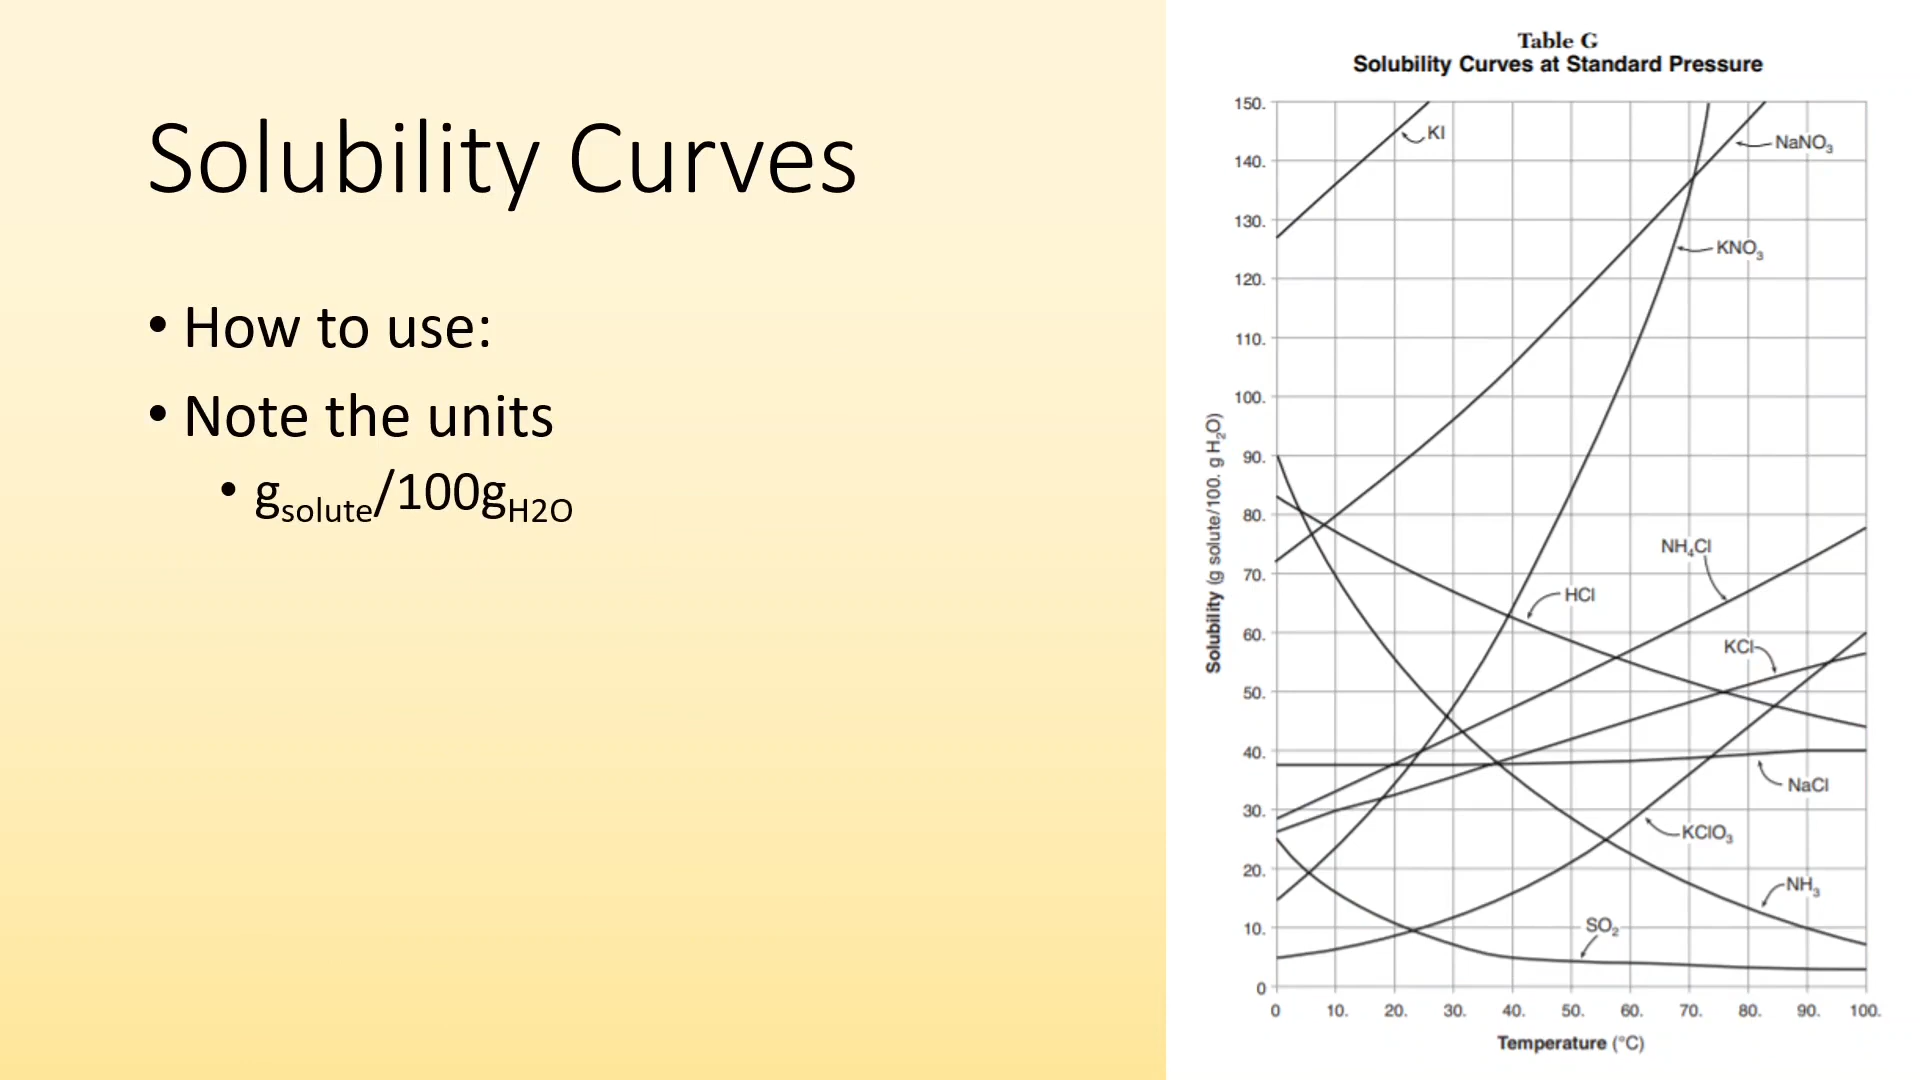 Solubility Curves
• How to use:
• Note the units
• gsolute/100gH2O
Table G
Solubility Curves at Standard Pressure
150.
140.
130.
120.
110.
100.
90.
80.
70.
60.
50.
40.
30.
20.
10.
0
Solubility (g solute/100. g H₂O)
KI
NaNO₃
KNO₃
NH₄Cl
HCl
KCl
NaCl
KClO₃
NH₃
SO₂
0 10. 20. 30. 40. 50. 60. 70. 80. 90. 100.
Temperature (°C)